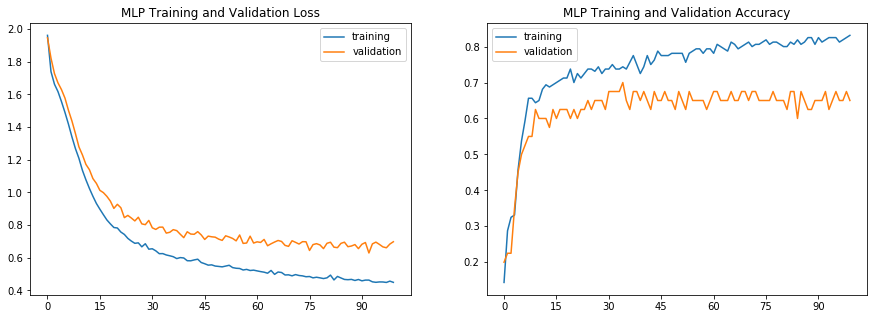 MLP Training and Validation Loss
2.0
1.8
1.6
1.4
1.2
1.0
0.8
0.6
0.4
0 15 30 45 60 75 90
training
validation
MLP Training and Validation Accuracy
0.8
0.7
0.6
0.5
0.4
0.3
0.2
0 15 30 45 60 75 90
training
validation